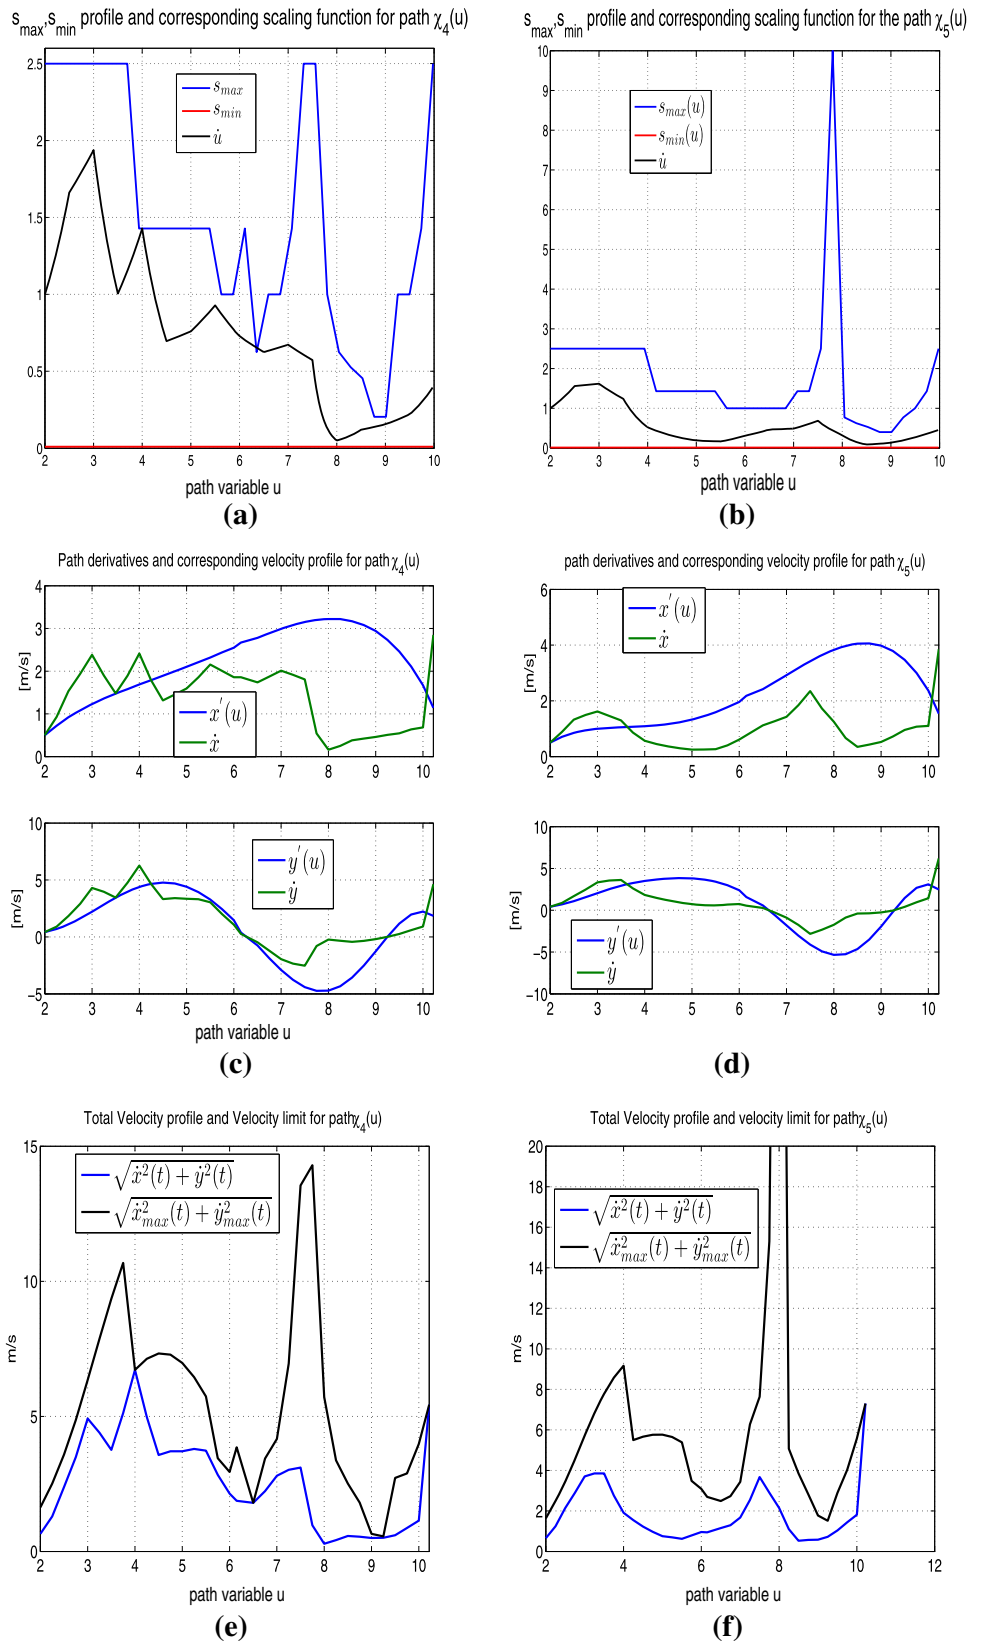 s_max,s_min profile and corresponding scaling function for path χ_4(u)
2.5
2
1.5
1
0.5
0
s_max
s_min
u̇
2 3 4 5 6 7 8 9 10
path variable u
(a)
s_max,s_min profile and corresponding scaling function for the path χ_5(u)
10
9
8
7
6
5
4
3
2
1
0
s_max(u)
s_min(u)
u̇
2 3 4 5 6 7 8 9 10
path variable u
(b)
Path derivatives and corresponding velocity profile for path χ_4(u)
[m/s]
4
3
2
1
0
x'(u)
ẋ
2 3 4 5 6 7 8 9 10
[m/s]
10
5
0
−5
y'(u)
ẏ
2 3 4 5 6 7 8 9 10
path variable u
(c)
path derivatives and corresponding velocity profile for path χ_5(u)
[m/s]
6
4
2
0
x'(u)
ẋ
2 3 4 5 6 7 8 9 10
[m/s]
10
5
0
−5
−10
y'(u)
ẏ
2 3 4 5 6 7 8 9 10
(d)
Total Velocity profile and Velocity limit for pathχ_4(u)
m/s
15
10
5
0
√(ẋ²(t) + ẏ²(t))
√(ẋ²_max(t) + ẏ²_max(t))
2 3 4 5 6 7 8 9 10
path variable u
(e)
Total Velocity profile and velocity limit for pathχ_5(u)
m/s
20
18
16
14
12
10
8
6
4
2
0
√(ẋ²(t) + ẏ²(t))
√(ẋ²_max(t) + ẏ²_max(t))
2 4 6 8 10 12
path variable u
(f)